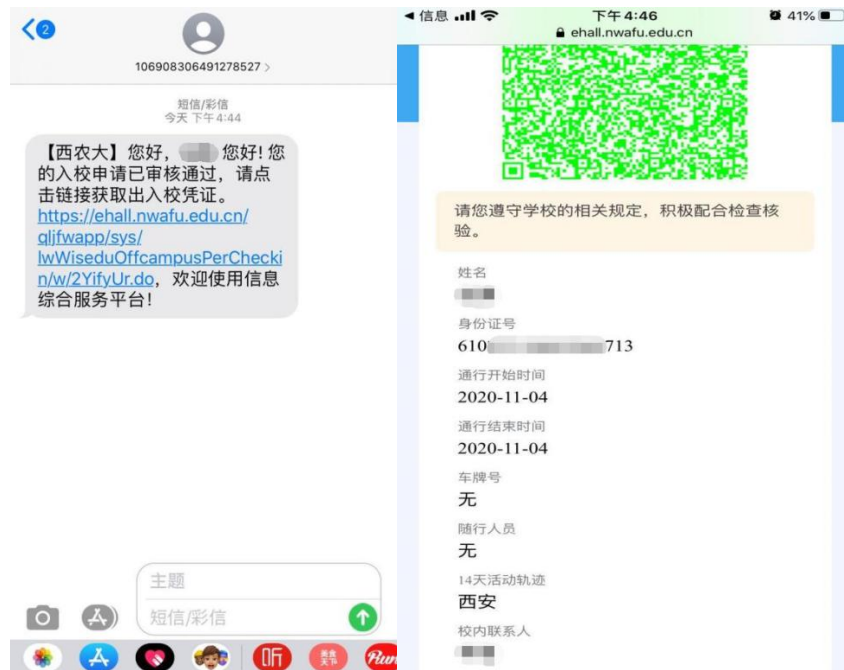 2
106908306491278527 >
短信/彩信
今天 下午 4:44
【西农大】您好, 您好! 您
的入校申请已审核通过, 请点
击链接获取出入校凭证。
https://ehall.nwafu.edu.cn/
qljfwapp/sys/
lwWiseduOffcampusPerChecki
n/w/2YifyUr.do, 欢迎使用信息
综合服务平台!
主题
短信/彩信
听
美食
天下
Run
信息
下午 4:46
41%
ehall.nwafu.edu.cn
请您遵守学校的相关规定, 积极配合检查核
验。
姓名
身份证号
610 713
通行开始时间
2020-11-04
通行结束时间
2020-11-04
车牌号
无
随行人员
无
14天活动轨迹
西安
校内联系人